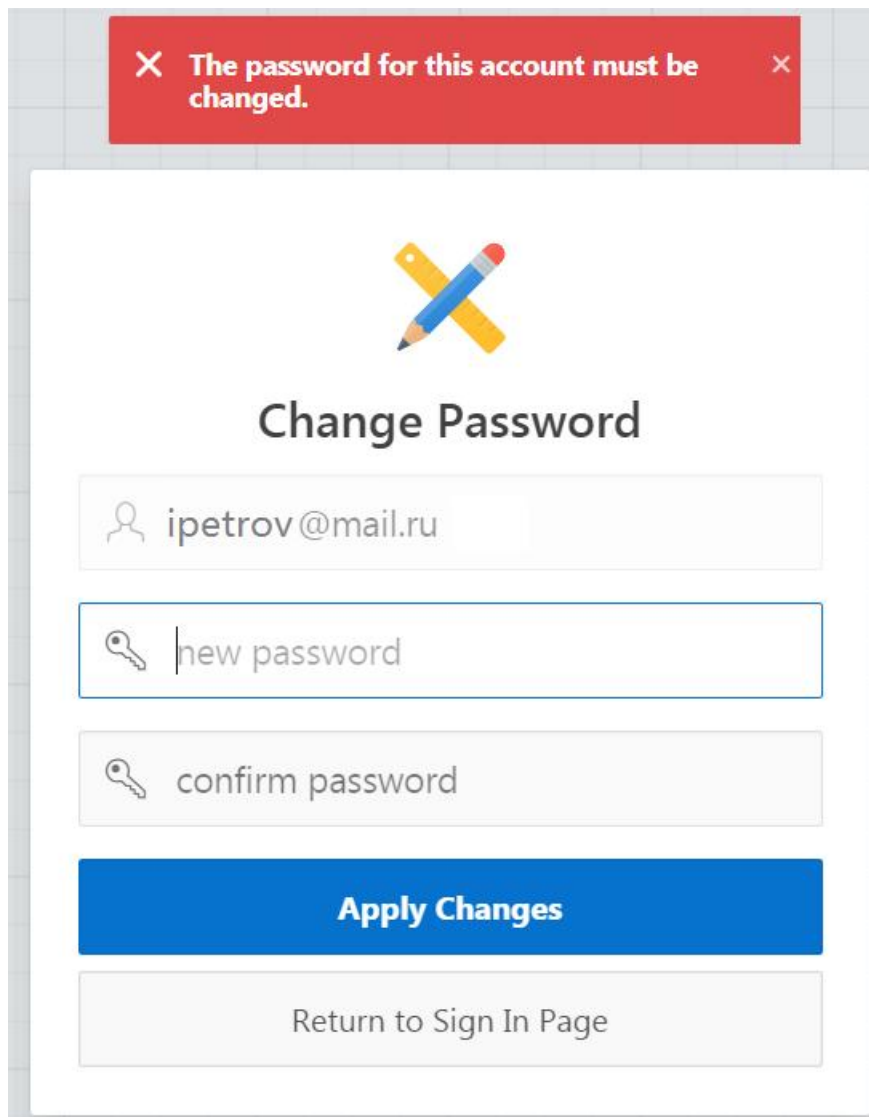 The password for this account must be
changed.
Change Password
ipetrov@mail.ru
new password
confirm password
Apply Changes
Return to Sign In Page